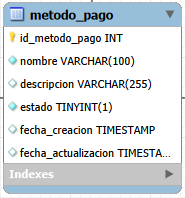 metodo_pago
id_metodo_pago INT
nombre VARCHAR(100)
descripcion VARCHAR(255)
estado TINYINT(1)
fecha_creacion TIMESTAMP
fecha_actualizacion TIMESTA...
Indexes